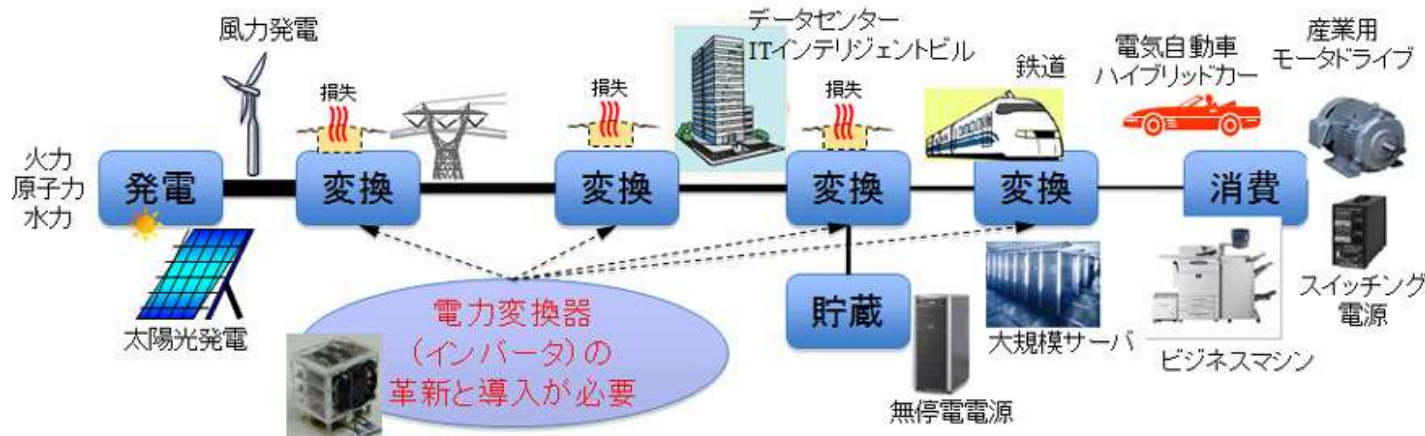 風力発電
データセンター
ITインテリジェントビル
電気自動車
ハイブリッドカー
産業用
モータドライブ
鉄道
損失
損失
損失
火力
原子力
水力
発電
変換
変換
変換
変換
消費
太陽光発電
電力変換器
(インバータ)の
革新と導入が必要
貯蔵
無停電電源
大規模サーバ
ビジネスマシン
スイッチング
電源